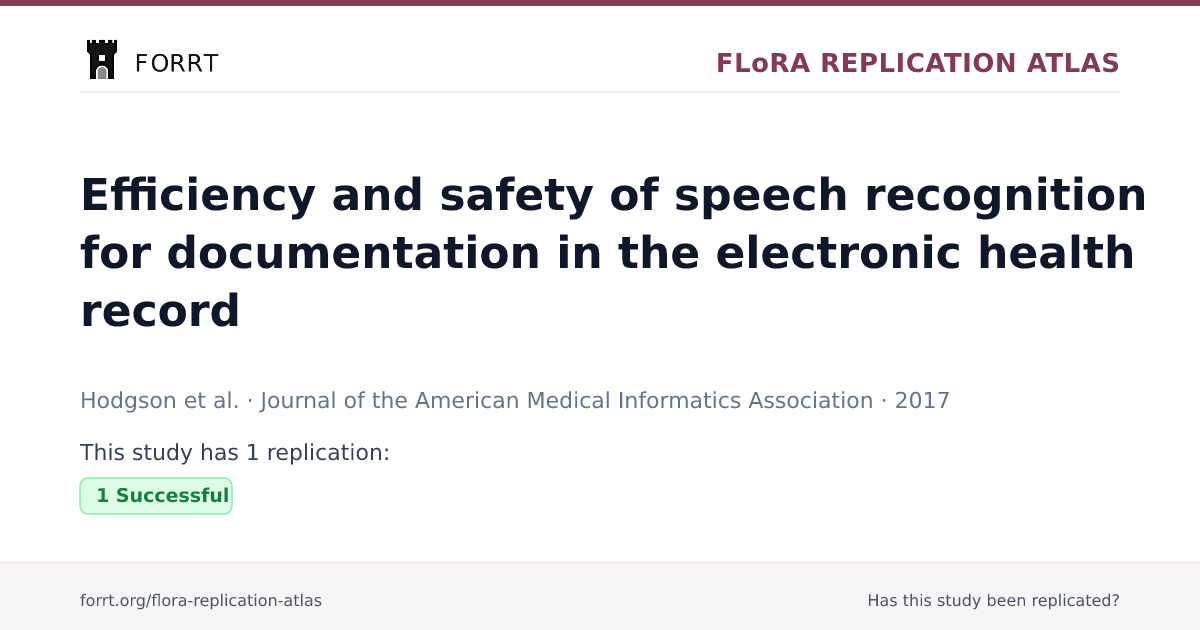 FORRT
FLoRA REPLICATION ATLAS
Efficiency and safety of speech recognition
for documentation in the electronic health
record
Hodgson et al. · Journal of the American Medical Informatics Association · 2017
This study has 1 replication:
1 Successful
forrt.org/flora-replication-atlas
Has this study been replicated?